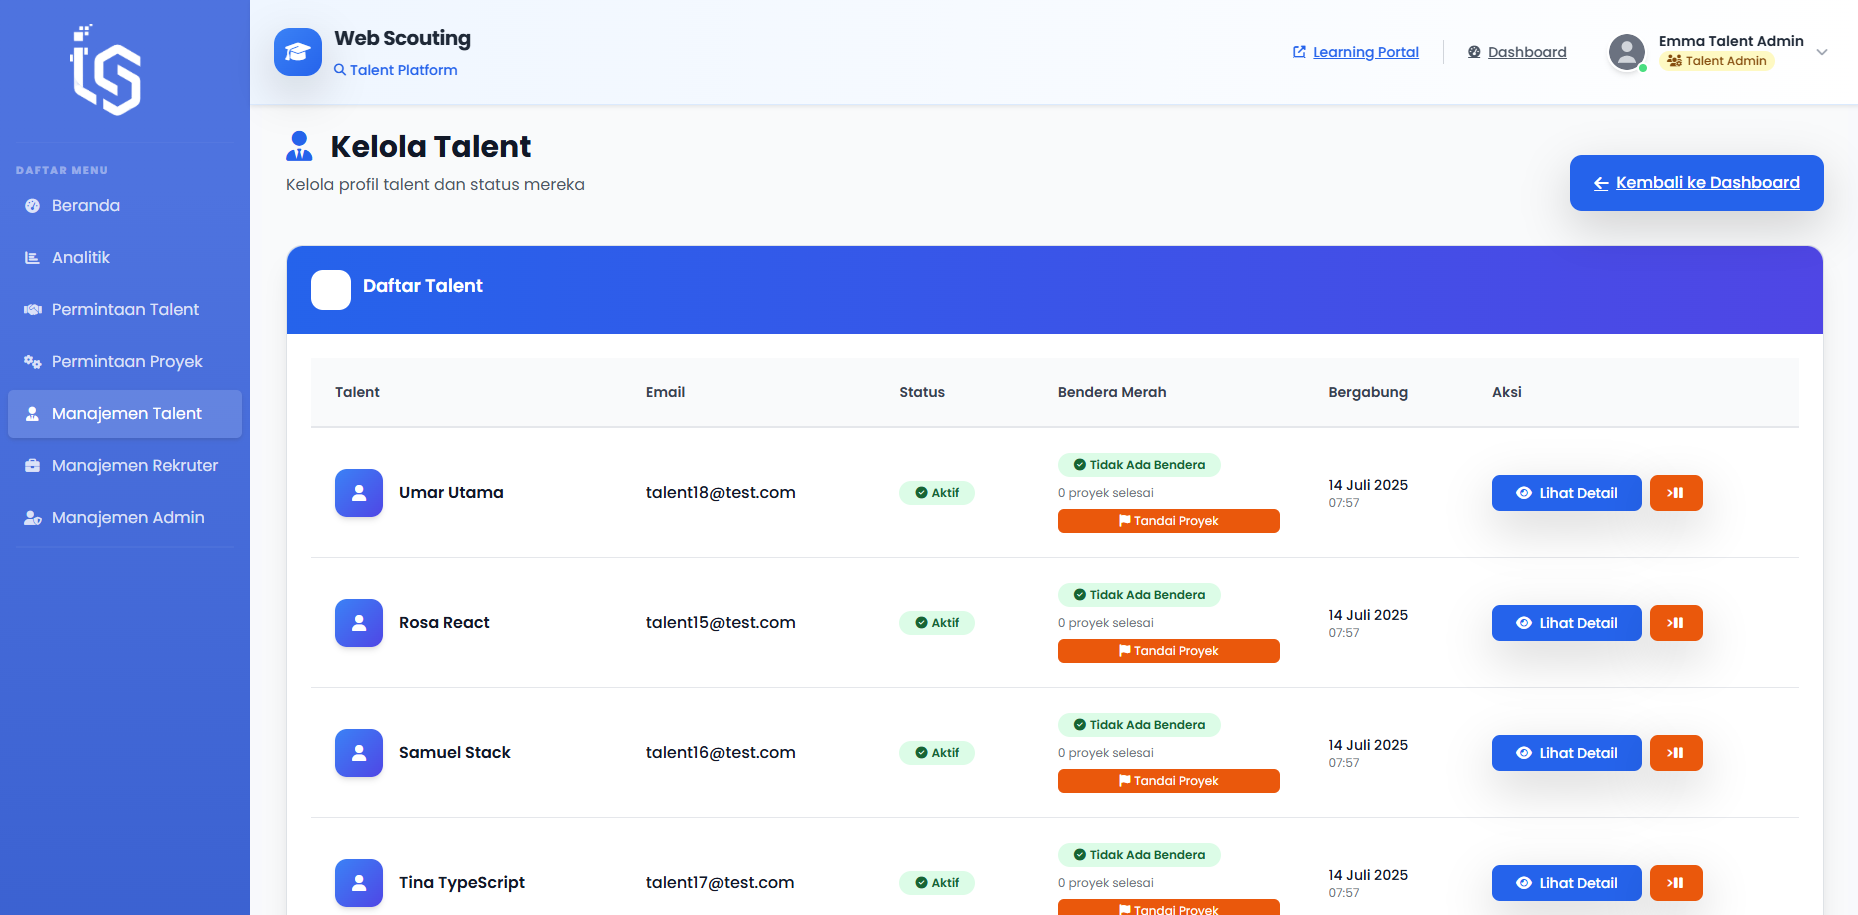 Web Scouting
Talent Platform
Learning Portal
Dashboard
Emma Talent Admin
Talent Admin
DAFTAR MENU
Beranda
Analitik
Permintaan Talent
Permintaan Proyek
Manajemen Talent
Manajemen Rekruter
Manajemen Admin
Kelola Talent
Kelola profil talent dan status mereka
Kembali ke Dashboard
Daftar Talent
Talent Email Status Bendera Merah Bergabung Aksi
Umar Utama
talent18@test.com
Aktif
Tidak Ada Bendera
0 proyek selesai
Tandai Proyek
14 Juli 2025
07:57
Lihat Detail
>
Rosa React
talent15@test.com
Aktif
Tidak Ada Bendera
0 proyek selesai
Tandai Proyek
14 Juli 2025
07:57
Lihat Detail
>
Samuel Stack
talent16@test.com
Aktif
Tidak Ada Bendera
0 proyek selesai
Tandai Proyek
14 Juli 2025
07:57
Lihat Detail
>
Tina TypeScript
talent17@test.com
Aktif
Tidak Ada Bendera
0 proyek selesai
Tandai Proyek
14 Juli 2025
07:57
Lihat Detail
>